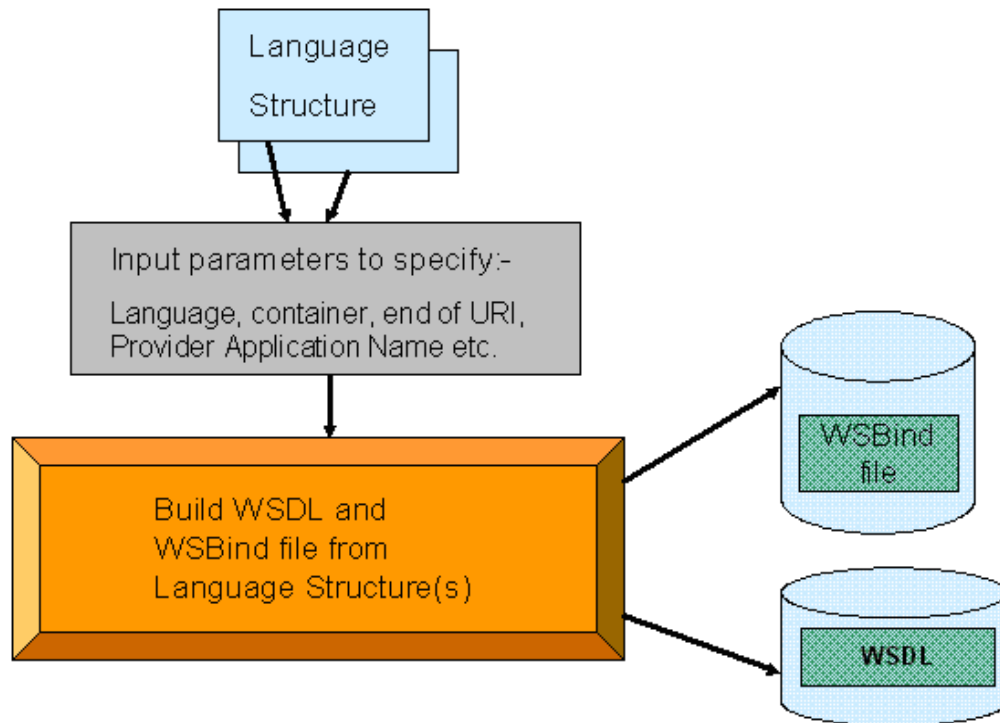 Language
Structure
Input parameters to specify:-
Language, container, end of URI,
Provider Application Name etc.
Build WSDL and
WSBind file from
Language Structure(s)
WSBind
file
WSDL